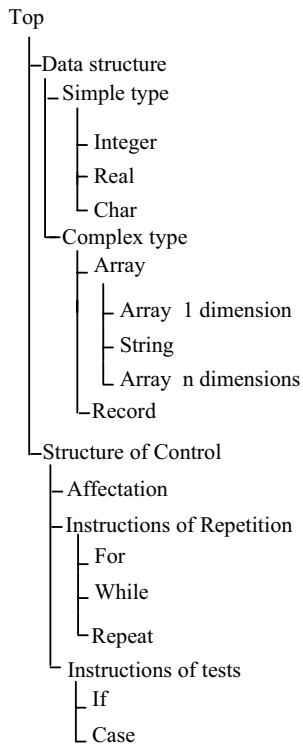 Top
Data structure
Simple type
Integer
Real
Char
Complex type
Array
Array 1 dimension
String
Array n dimensions
Record
Structure of Control
Affectation
Instructions of Repetition
For
While
Repeat
Instructions of tests
If
Case